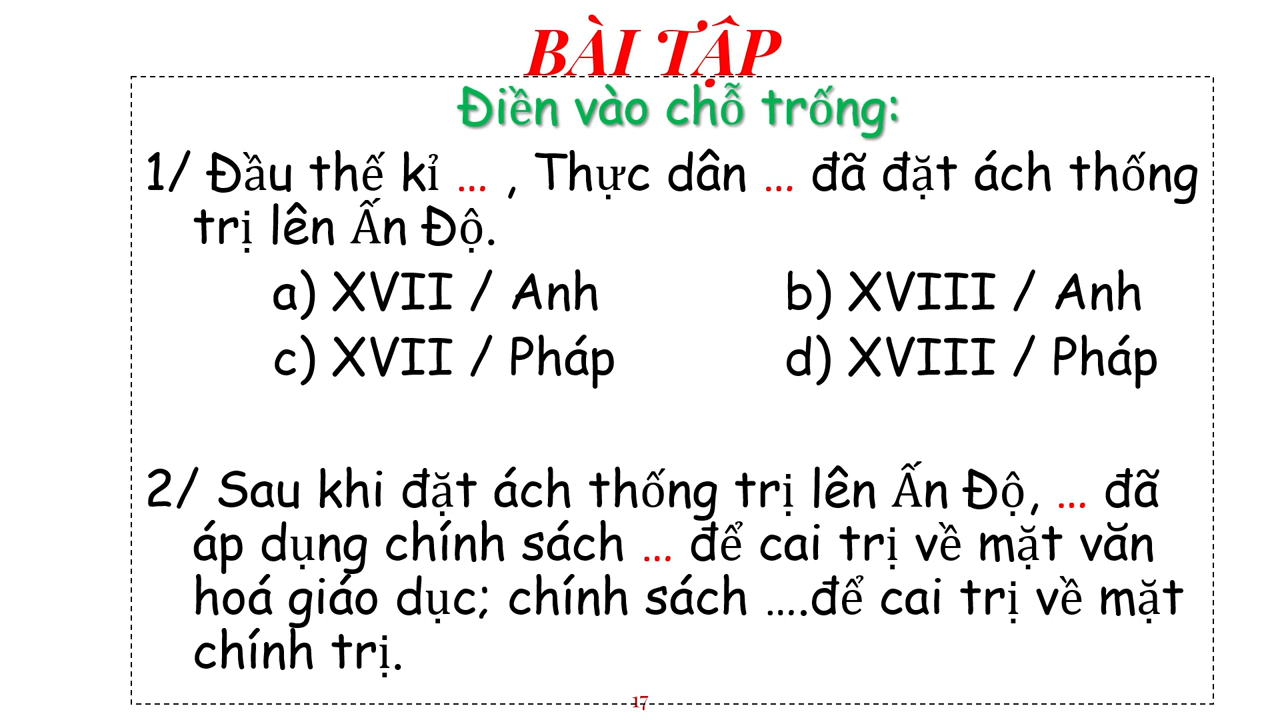 BÀI TẬP
Điền vào chỗ trống:
1/ Đầu thế kỉ ... , Thực dân ... đã đặt ách thống
trị lên Ấn Độ.
a) XVII / Anh b) XVIII / Anh
c) XVII / Pháp d) XVIII / Pháp
2/ Sau khi đặt ách thống trị lên Ấn Độ, ... đã
áp dụng chính sách ... để cai trị về mặt văn
hoá giáo dục; chính sách ....để cai trị về mặt
chính trị.
17